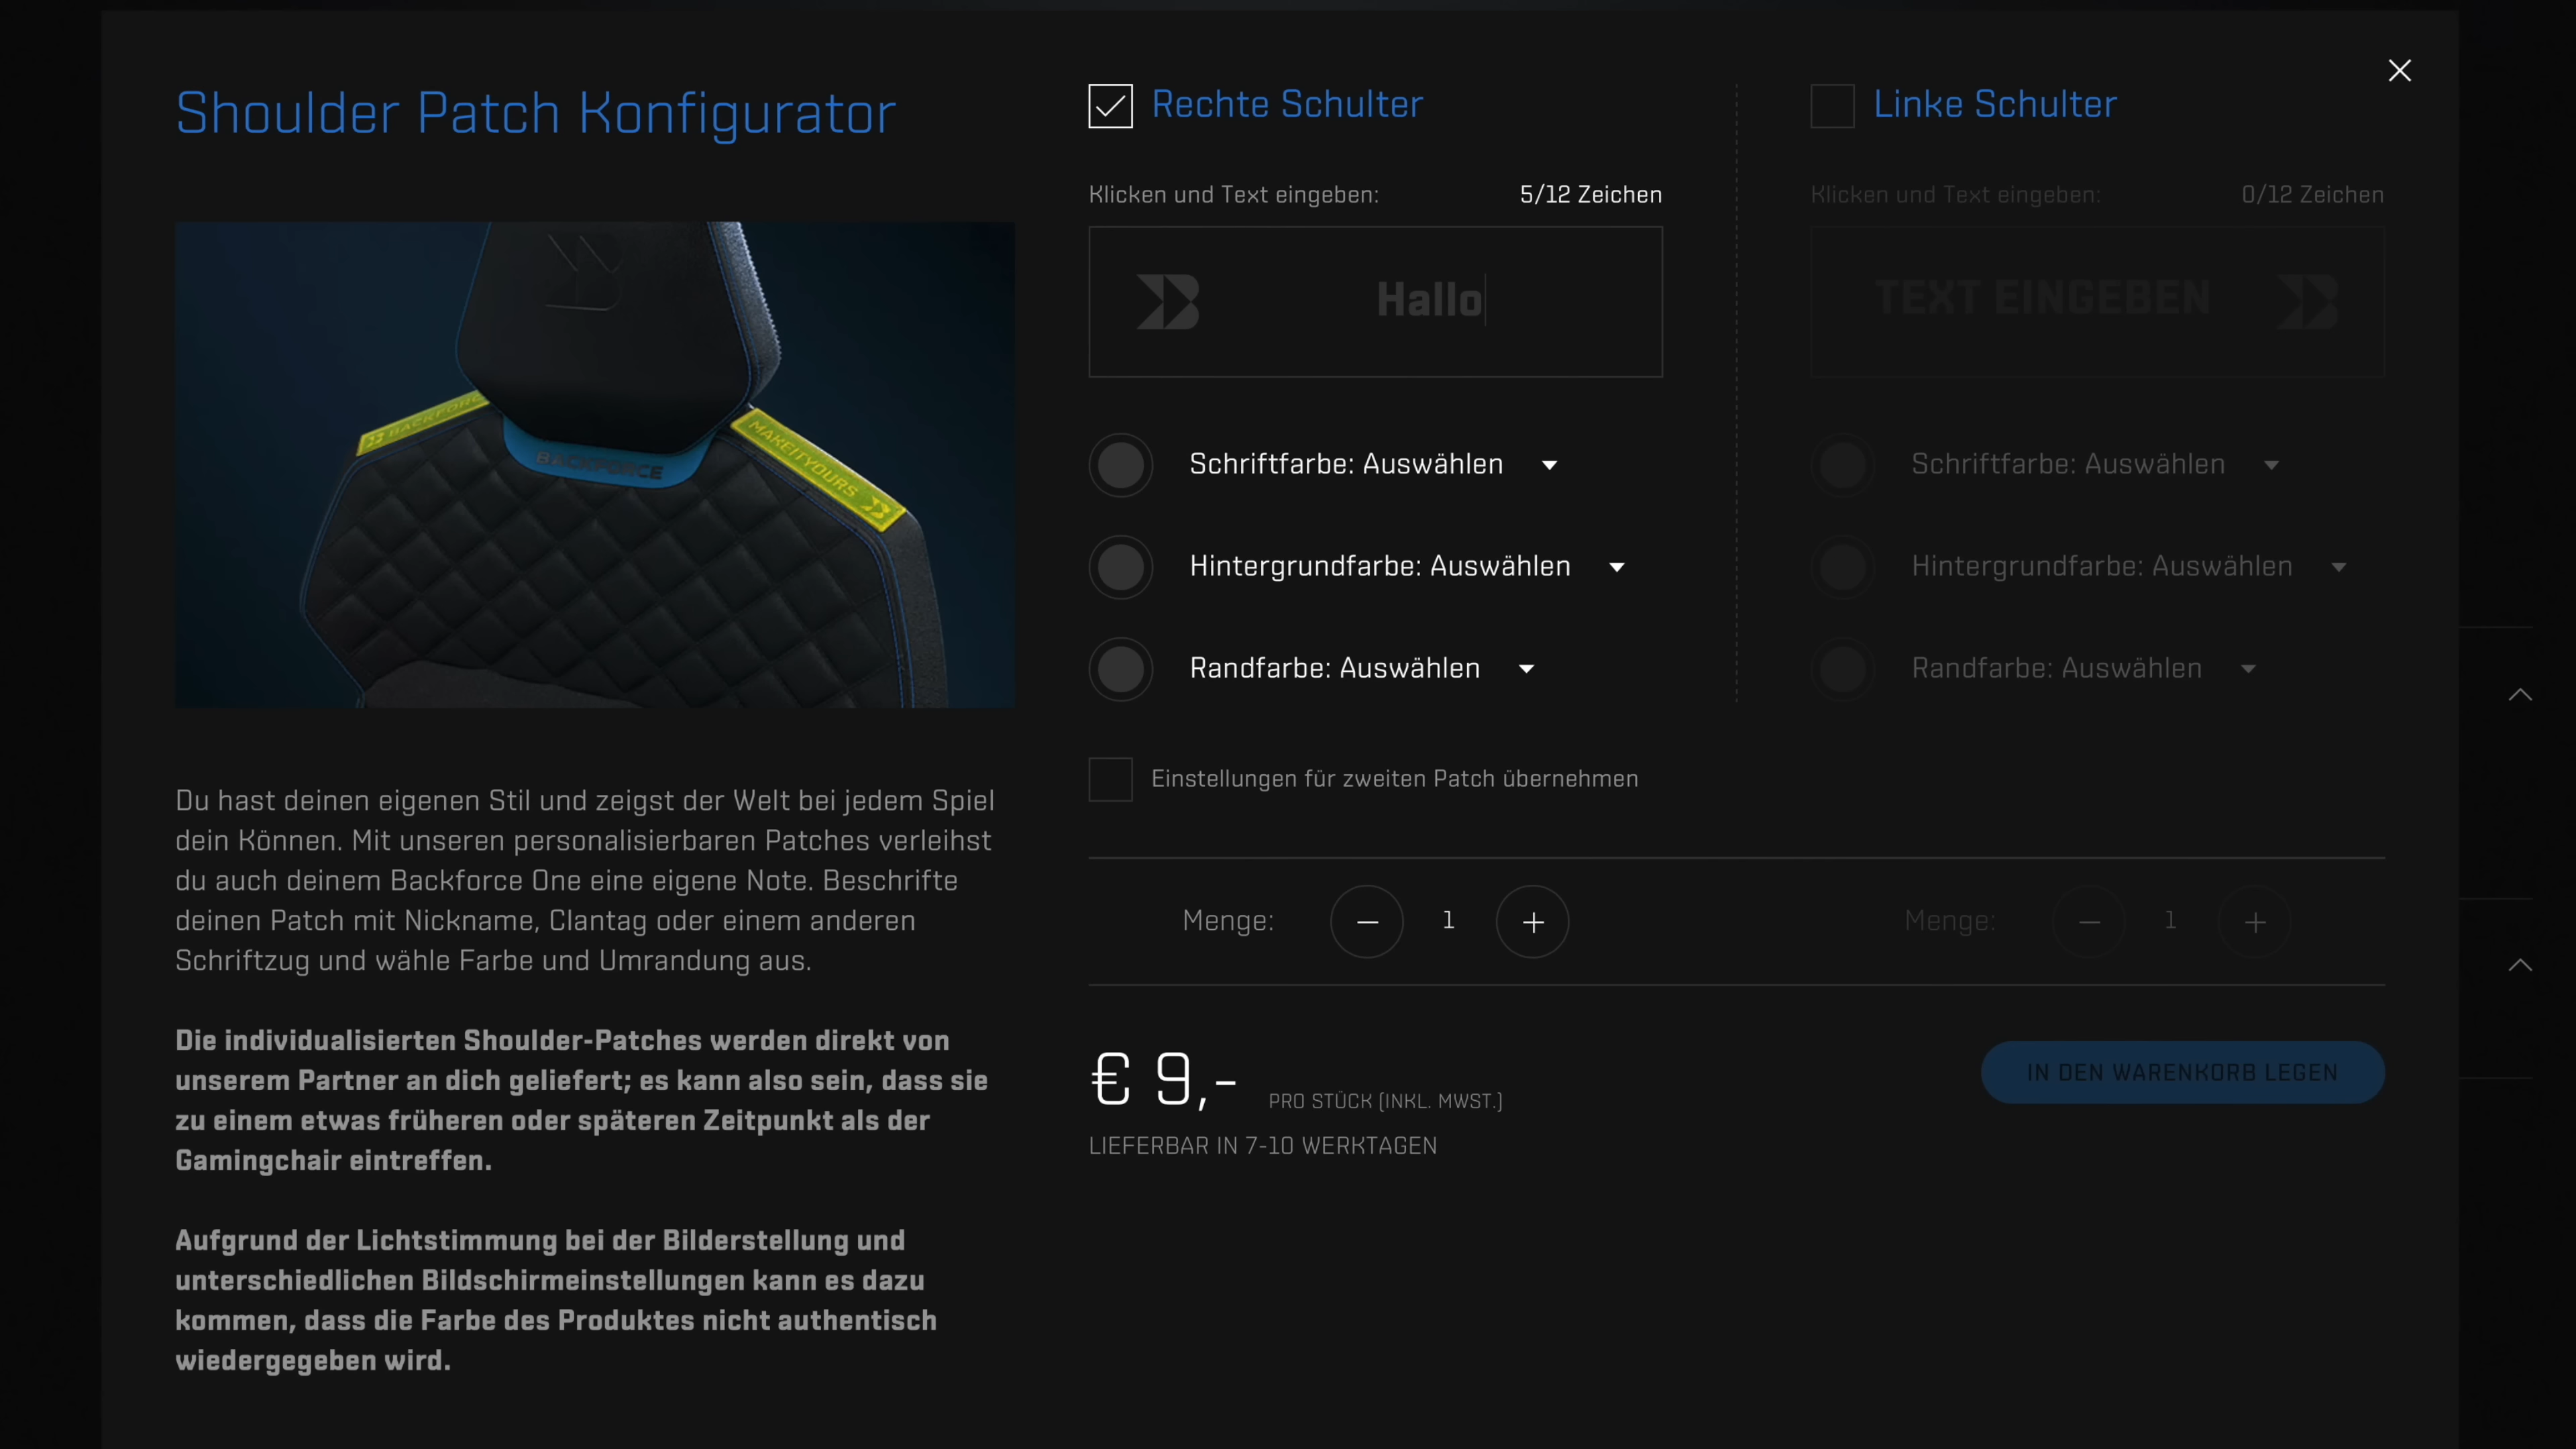 Shoulder Patch Konfigurator
BACKFORCE
BACKFORCE
MAKEITYOURS
Du hast deinen eigenen Stil und zeigst der Welt bei jedem Spiel
dein Können. Mit unseren personalisierbaren Patches verleihst
du auch deinem Backforce One eine eigene Note. Beschrifte
deinen Patch mit Nickname, Clantag oder einem anderen
Schriftzug und wähle Farbe und Umrandung aus.
Die individualisierten Shoulder-Patches werden direkt von
unserem Partner an dich geliefert; es kann also sein, dass sie
zu einem etwas früheren oder späteren Zeitpunkt als der
Gamingchair eintreffen.
Aufgrund der Lichtstimmung bei der Bilderstellung und
unterschiedlichen Bildschirmeinstellungen kann es dazu
kommen, dass die Farbe des Produktes nicht authentisch
wiedergegeben wird.
Rechte Schulter
Klicken und Text eingeben: 5/12 Zeichen
Hallo
Schriftfarbe: Auswählen
Hintergrundfarbe: Auswählen
Randfarbe: Auswählen
Einstellungen für zweiten Patch übernehmen
Linke Schulter
Klicken und Text eingeben: 0/12 Zeichen
TEXT EINGEBEN
Schriftfarbe: Auswählen
Hintergrundfarbe: Auswählen
Randfarbe: Auswählen
Menge: − 1 +
Menge: − 1 +
€ 9,- PRO STÜCK (INKL. MWST.)
LIEFERBAR IN 7-10 WERKTAGEN
IN DEN WARENKORB LEGEN